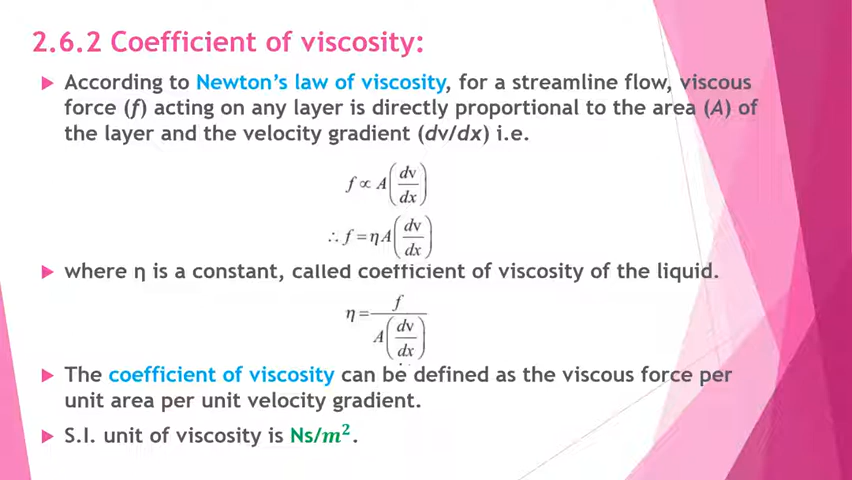 2.6.2 Coefficient of viscosity:
▶ According to Newton's law of viscosity, for a streamline flow, viscous
force (f) acting on any layer is directly proportional to the area (A) of
the layer and the velocity gradient (dv/dx) i.e.
f ∝ A(dv/dx)
∴ f = ηA(dv/dx)
▶ where η is a constant, called coefficient of viscosity of the liquid.
η = f / A(dv/dx)
▶ The coefficient of viscosity can be defined as the viscous force per
unit area per unit velocity gradient.
▶ S.I. unit of viscosity is Ns/m².